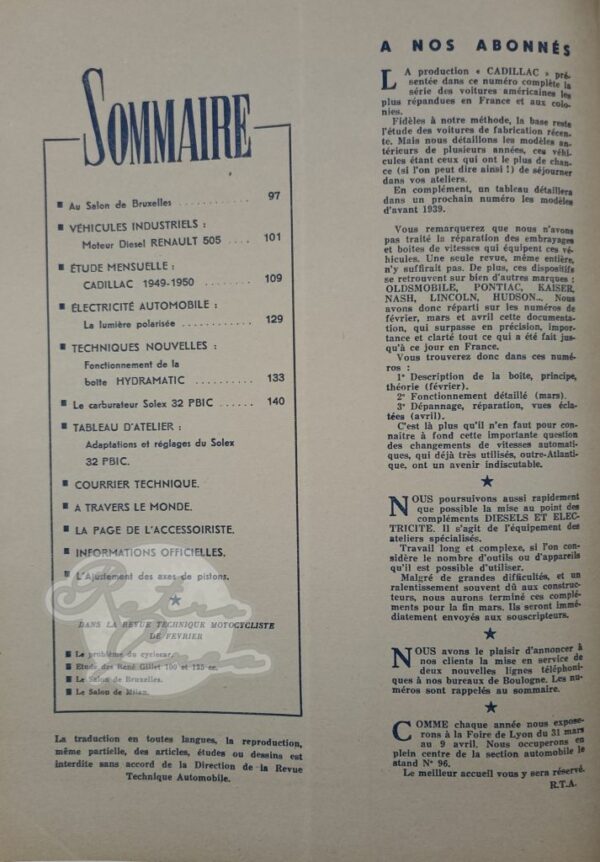 SOMMAIRE
■ Au Salon de Bruxelles ............ 97
■ VÉHICULES INDUSTRIELS :
Moteur Diesel RENAULT 505 .... 101
■ ÉTUDE MENSUELLE :
CADILLAC 1949-1950 .......... 109
■ ÉLECTRICITÉ AUTOMOBILE :
La lumière polarisée ............ 129
■ TECHNIQUES NOUVELLES :
Fonctionnement de la
boîte HYDRAMATIC .......... 133
■ Le carburateur Solex 32 PBIC ..... 140
■ TABLEAU D'ATELIER :
Adaptations et réglages du Solex
32 PBIC.
■ COURRIER TECHNIQUE.
■ A TRAVERS LE MONDE.
■ LA PAGE DE L'ACCESSOIRISTE.
■ INFORMATIONS OFFICIELLES.
■ L'Ajustement des axes de pistons.
★
DANS LA REVUE TECHNIQUE MOTOCYCLISTE
DE FEVRIER
■ Le problème du cyclecar.
■ Etude des René Gillet 100 et 125 cc.
■ Le Salon de Bruxelles.
■ Le Salon de Milan.
La traduction en toutes langues, la reproduction,
même partielle, des articles, études ou dessins est
interdite sans accord de la Direction de la Revue
Technique Automobile.
A NOS ABONNÉS
LA production « CADILLAC » pré-
sentée dans ce numéro complète la
série des voitures américaines les
plus répandues en France et aux colo-
nies.
Fidèles à notre méthode, la base reste
l'étude des voitures de fabrication récen-
te. Mais nous détaillons les modèles an-
térieurs de plusieurs années, ces véhi-
cules étant ceux qui ont le plus de chan-
ce (si l'on peut dire ainsi !) de séjourner
dans vos ateliers.
En complément, un tableau détaillera
dans un prochain numéro les modèles
d'avant 1939.
Vous remarquerez que nous n'avons
pas traité la réparation des embrayages
et boîtes de vitesses qui équipent ces vé-
hicules. Une seule revue, même entière,
n'y suffirait pas. De plus, ces dispositifs
se retrouvent sur bien d'autres marques :
OLDSMOBILE, PONTIAC, KAISER,
NASH, LINCOLN, HUDSON... Nous
avons donc réparti sur les numéros de
février, mars et avril cette documenta-
tion, qui surpasse en précision, impor-
tance et clarté tout ce qui a été fait jus-
qu'à ce jour en France.
Vous trouverez donc dans ces numé-
ros :
1° Description de la boîte, principe,
théorie (février).
2° Fonctionnement détaillé (mars).
3° Dépannage, réparation, vues écla-
tées (avril).
C'est là plus qu'il n'en faut pour con-
naître à fond cette importante question
des changements de vitesses automati-
ques, qui déjà très utilisés, outre-Atlanti-
que, ont un avenir indiscutable.
★
NOUS poursuivons aussi rapidement
que possible la mise au point des
compléments DIESELS ET ELEC-
TRICITE. Il s'agit de l'équipement des
ateliers spécialisés.
Travail long et complexe, si l'on con-
sidère le nombre d'outils ou d'appareils
qu'il est possible d'utiliser.
Malgré de grandes difficultés, et un
ralentissement souvent dû aux construc-
teurs, nous aurons terminé ces complé-
ments pour la fin mars. Ils seront immé-
diatement envoyés aux souscripteurs.
★
NOUS avons le plaisir d'annoncer à
nos clients la mise en service de
deux nouvelles lignes téléphoni-
ques à nos bureaux de Boulogne. Les nu-
méros sont rappelés au sommaire.
★
COMME chaque année nous expose-
rons à la Foire de Lyon du 31 mars
au 9 avril. Nous occuperons en
plein centre de la section automobile le
stand N° 96.
Le meilleur accueil vous y sera réservé.
R.T.A.